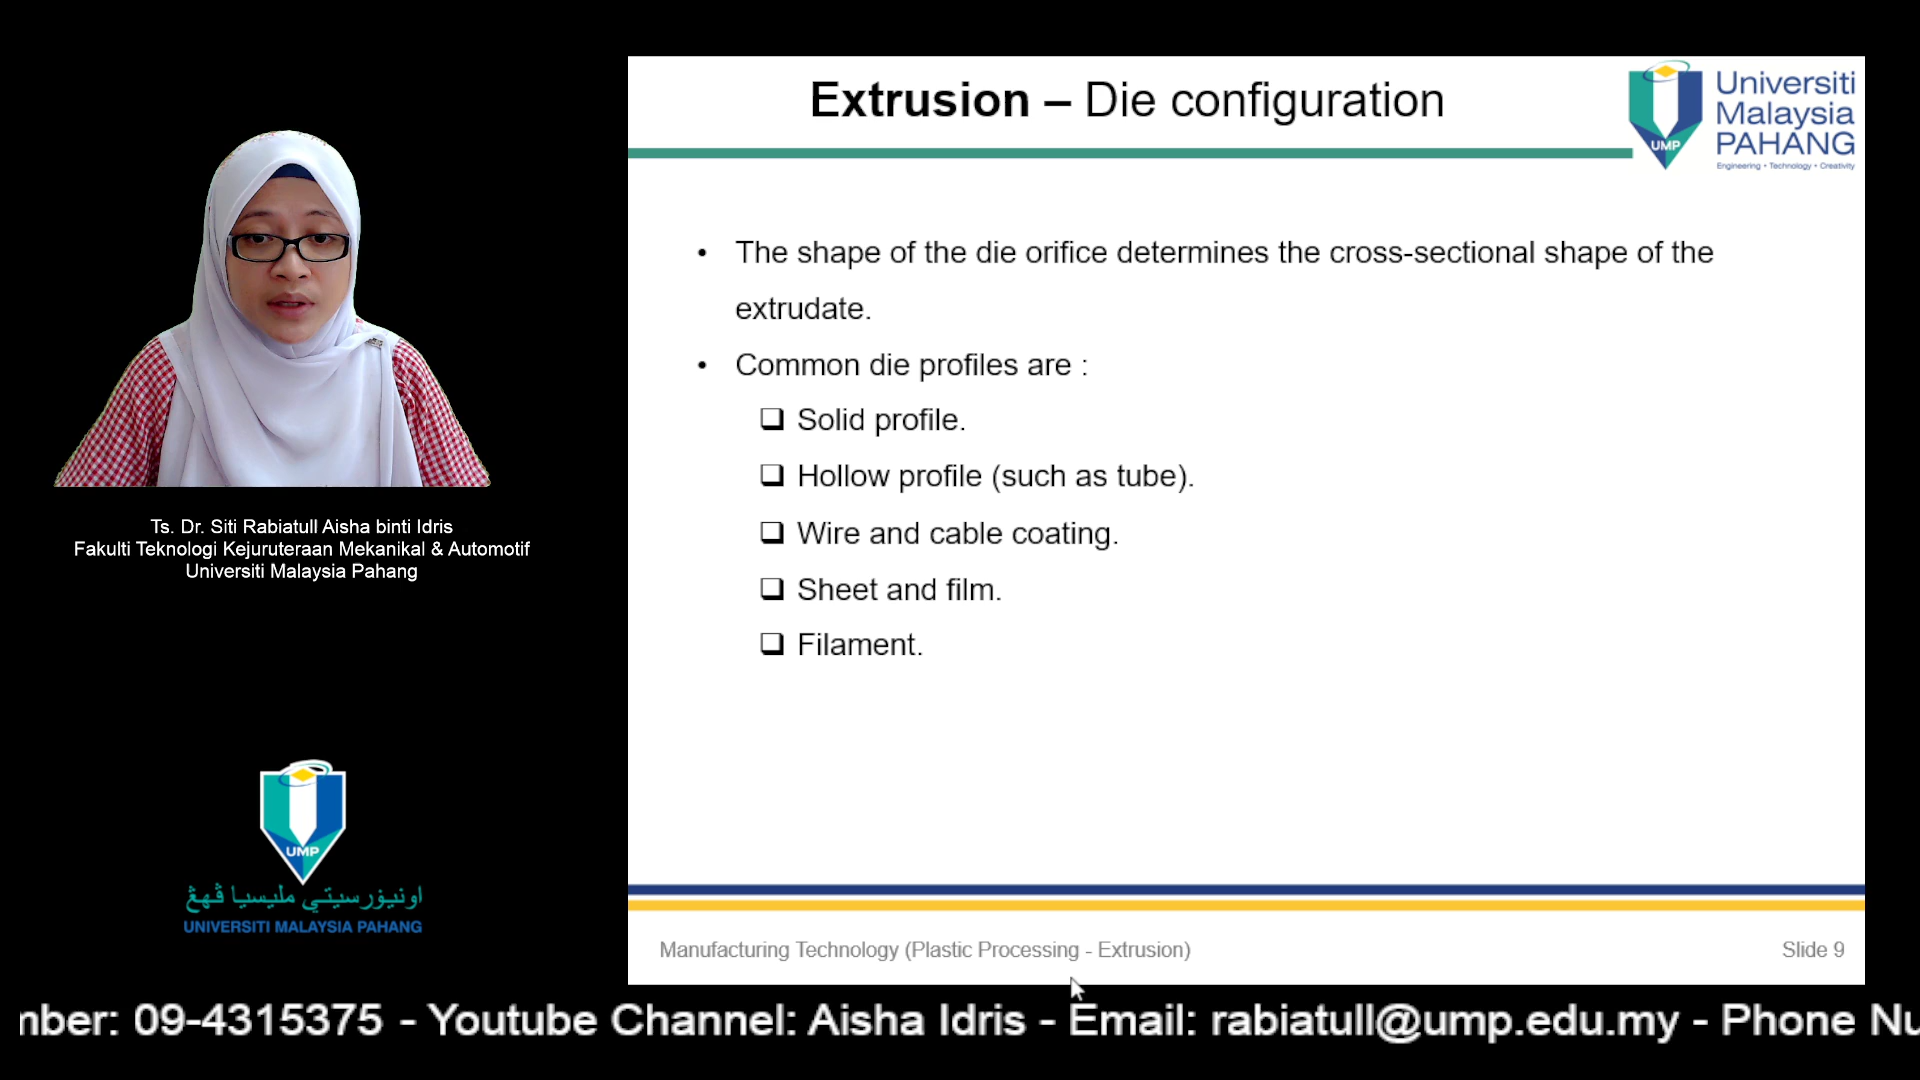 Extrusion – Die configuration
Universiti
Malaysia
PAHANG
Engineering • Technology • Creativity
UMP
• The shape of the die orifice determines the cross-sectional shape of the
extrudate.
• Common die profiles are :
❑ Solid profile.
❑ Hollow profile (such as tube).
❑ Wire and cable coating.
❑ Sheet and film.
❑ Filament.
Ts. Dr. Siti Rabiatull Aisha binti Idris
Fakulti Teknologi Kejuruteraan Mekanikal & Automotif
Universiti Malaysia Pahang
UMP
اونيۏرسيتي مليسيا ڤهڠ
UNIVERSITI MALAYSIA PAHANG
Manufacturing Technology (Plastic Processing - Extrusion)
Slide 9
nber: 09-4315375 - Youtube Channel: Aisha Idris - Email: rabiatull@ump.edu.my - Phone Nu